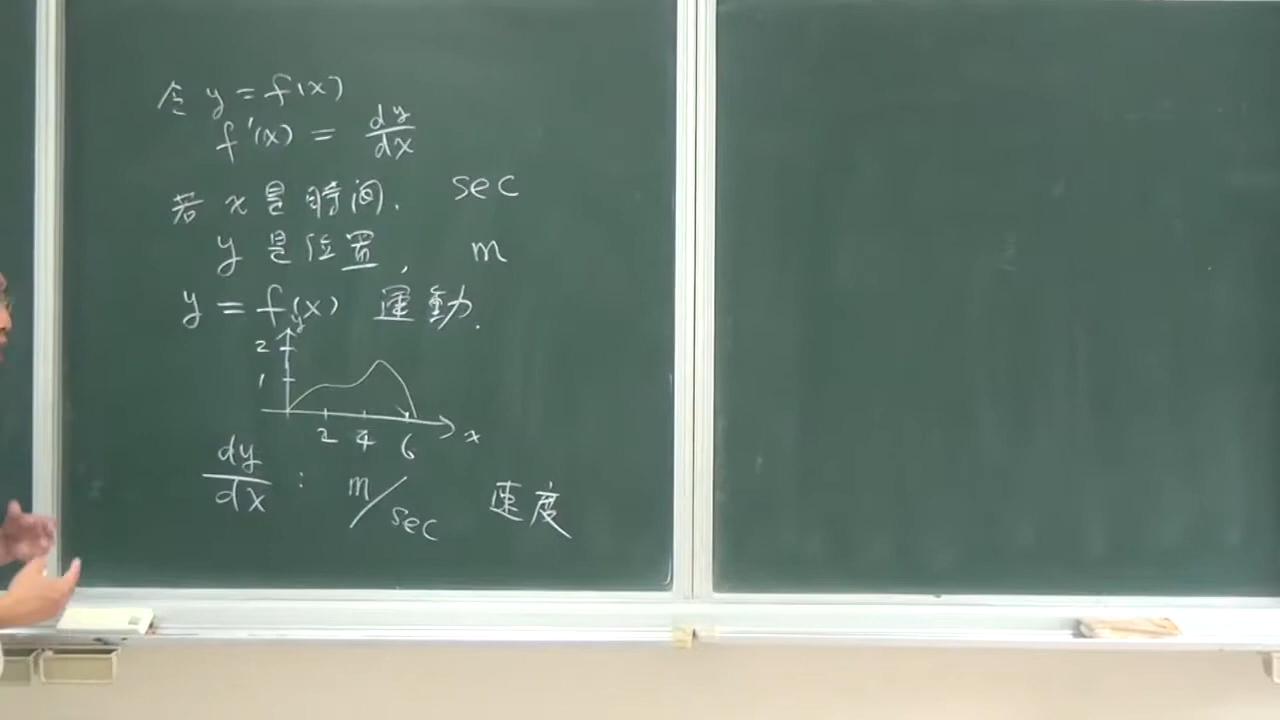 令 y = f(x)
f'(x) = dy/dx
若 x 是 時间. sec
y 是 位置, m
y = f(x) 運動.
y
2
1
2 4 6 x
dy/dx : m/sec 速度